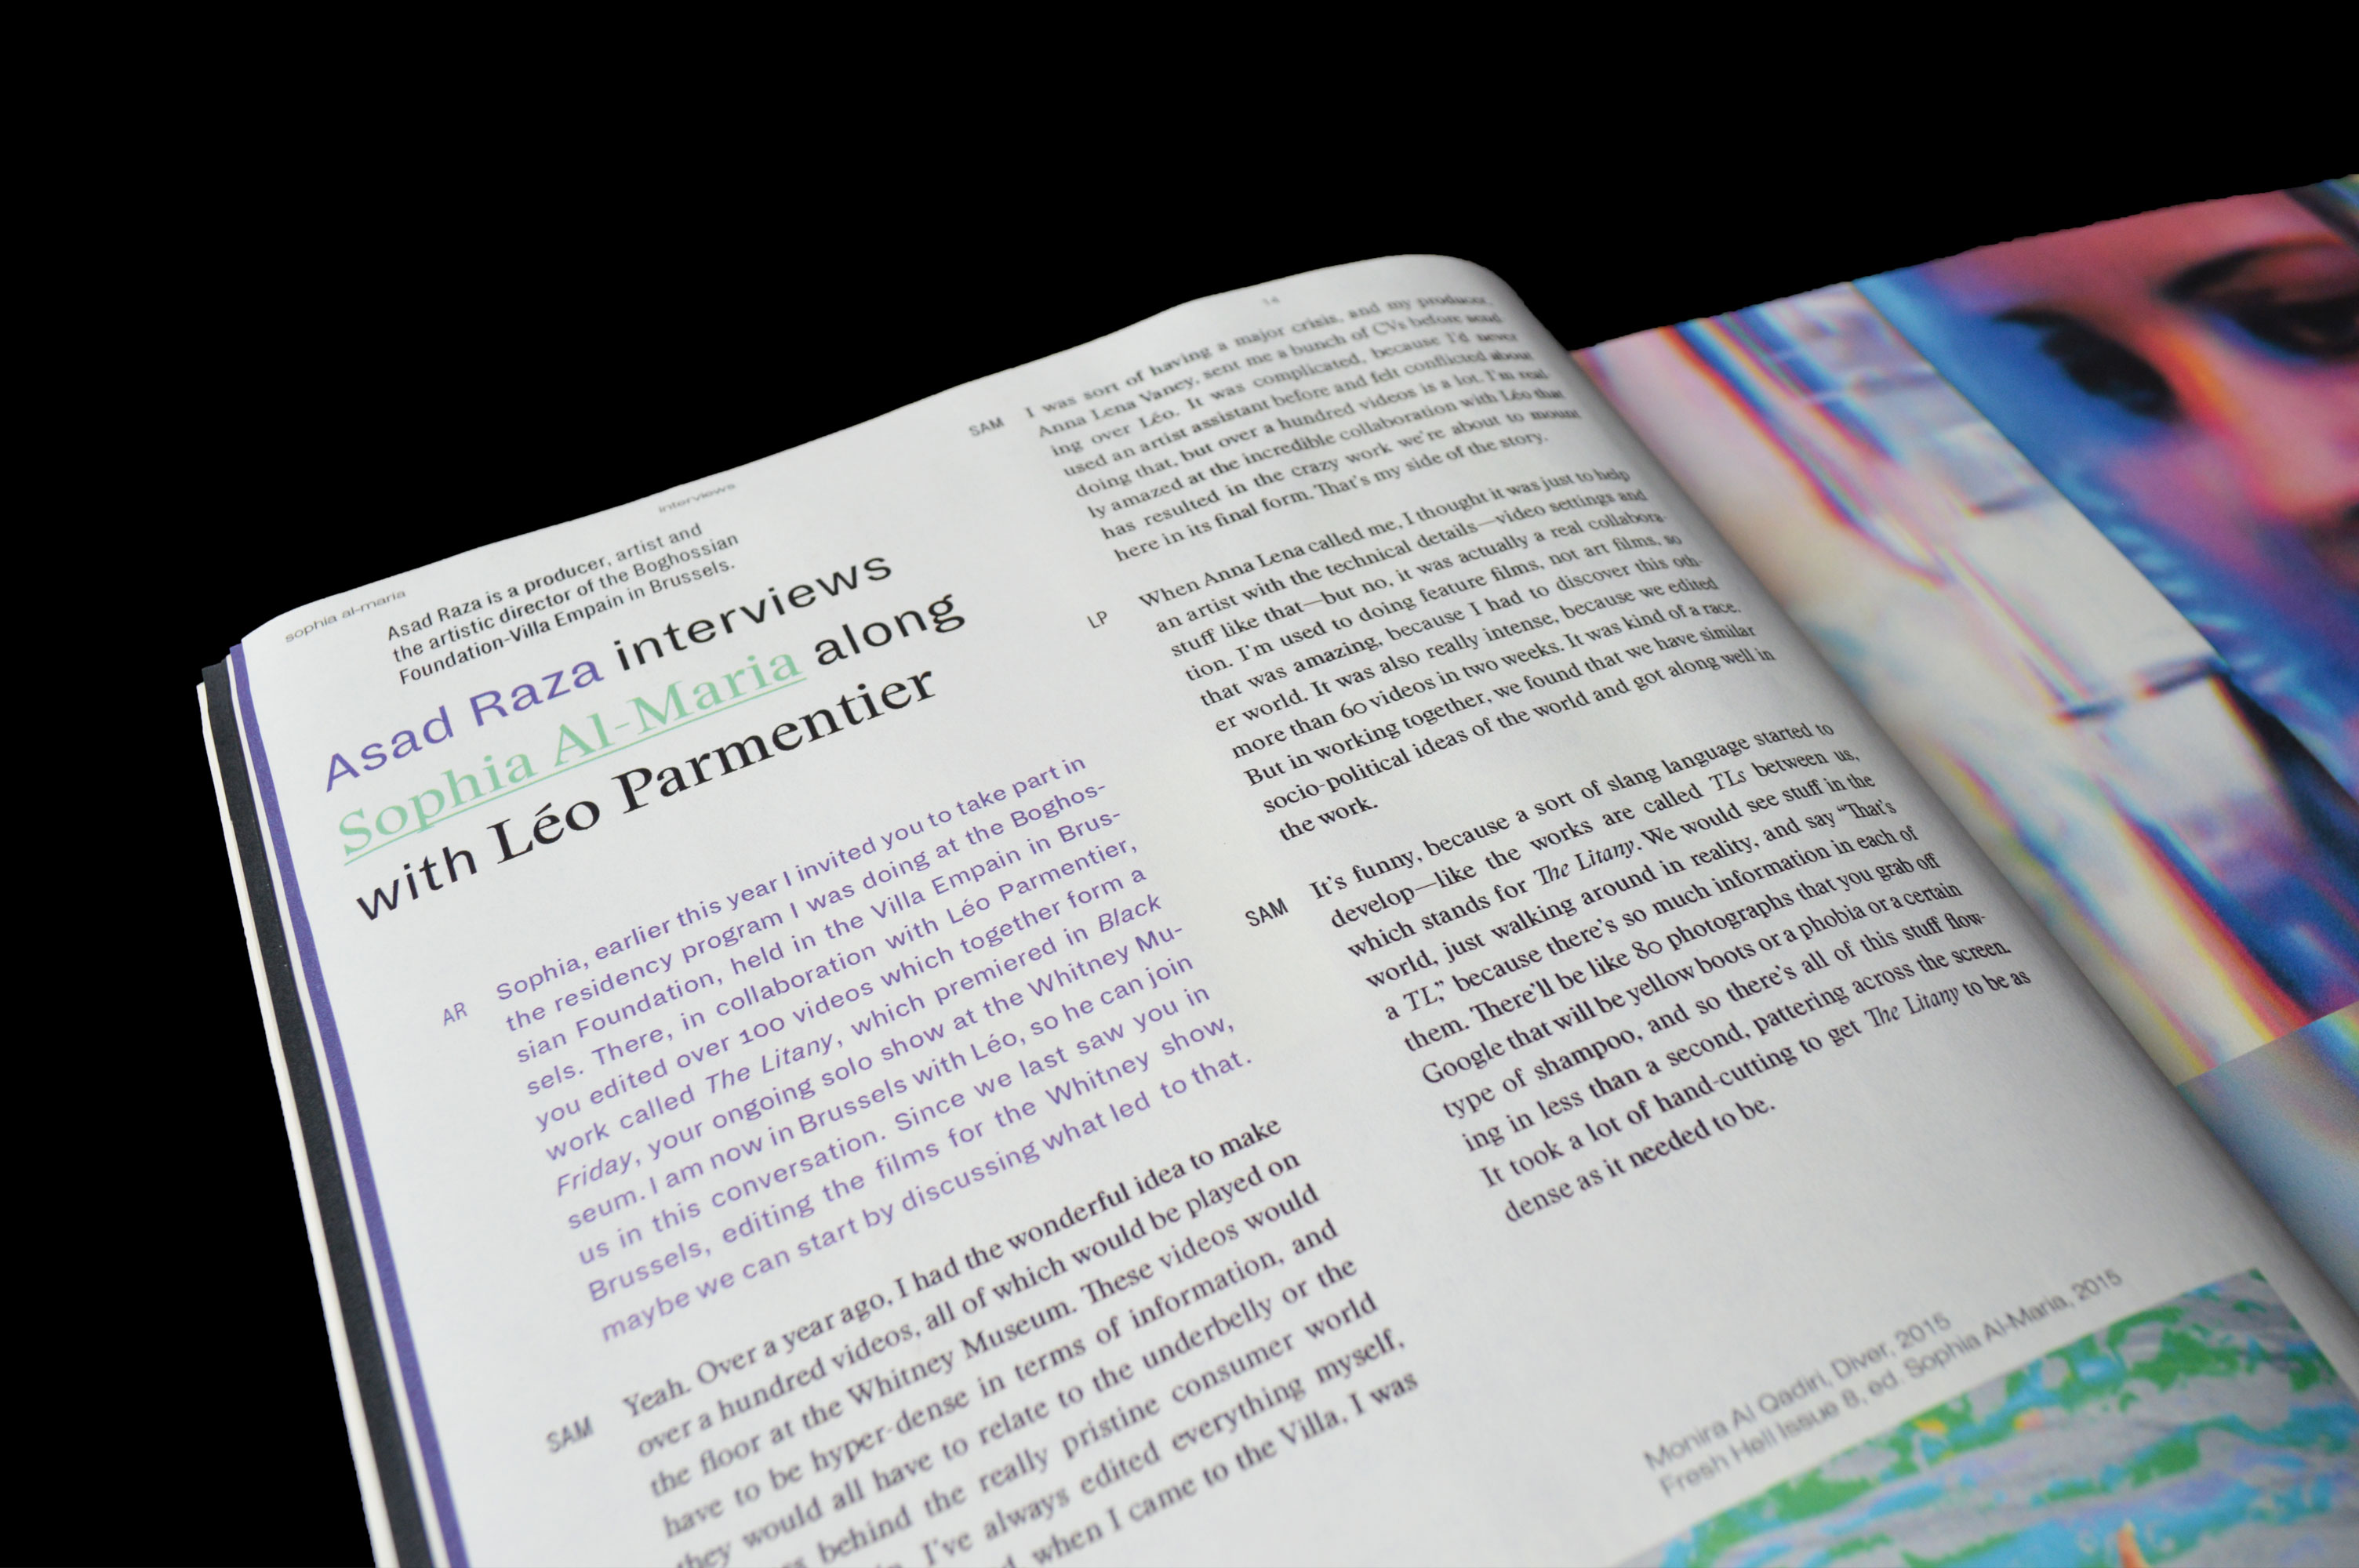 sophia al-maria
interviews
14
Asad Raza is a producer, artist and
the artistic director of the Boghossian
Foundation-Villa Empain in Brussels.
Asad Raza interviews
Sophia Al-Maria along
with Léo Parmentier
AR
Sophia, earlier this year I invited you to take part in
the residency program I was doing at the Boghos-
sian Foundation, held in the Villa Empain in Brus-
sels. There, in collaboration with Léo Parmentier,
you edited over 100 videos which together form a
work called The Litany, which premiered in Black
Friday, your ongoing solo show at the Whitney Mu-
seum. I am now in Brussels with Léo, so he can join
us in this conversation. Since we last saw you in
Brussels, editing the films for the Whitney show,
maybe we can start by discussing what led to that.
SAM
Yeah. Over a year ago, I had the wonderful idea to make
over a hundred videos, all of which would be played on
the floor at the Whitney Museum. These videos would
have to be hyper-dense in terms of information, and
they would all have to relate to the underbelly or the
behind the really pristine consumer world
I've always edited everything myself,
when I came to the Villa, I was
SAM
I was sort of having a major crisis, and my producer,
Anna Lena Vaney, sent me a bunch of CVs before send-
ing over Léo. It was complicated, because I'd never
used an artist assistant before and felt conflicted about
doing that, but over a hundred videos is a lot. I'm real-
ly amazed at the incredible collaboration with Léo that
has resulted in the crazy work we're about to mount
here in its final form. That's my side of the story.
LP
When Anna Lena called me, I thought it was just to help
an artist with the technical details—video settings and
stuff like that—but no, it was actually a real collabora-
tion. I'm used to doing feature films, not art films, so
that was amazing, because I had to discover this oth-
er world. It was also really intense, because we edited
more than 60 videos in two weeks. It was kind of a race.
But in working together, we found that we have similar
socio-political ideas of the world and got along well in
the work.
SAM
It's funny, because a sort of slang language started to
develop—like the works are called TLs between us,
which stands for The Litany. We would see stuff in the
world, just walking around in reality, and say “That's
a TL,” because there's so much information in each of
them. There'll be like 80 photographs that you grab off
Google that will be yellow boots or a phobia or a certain
type of shampoo, and so there's all of this stuff flow-
ing in less than a second, pattering across the screen.
It took a lot of hand-cutting to get The Litany to be as
dense as it needed to be.
Monira Al Qadiri, Diver, 2015
Fresh Hell Issue 8, ed. Sophia Al-Maria, 2015